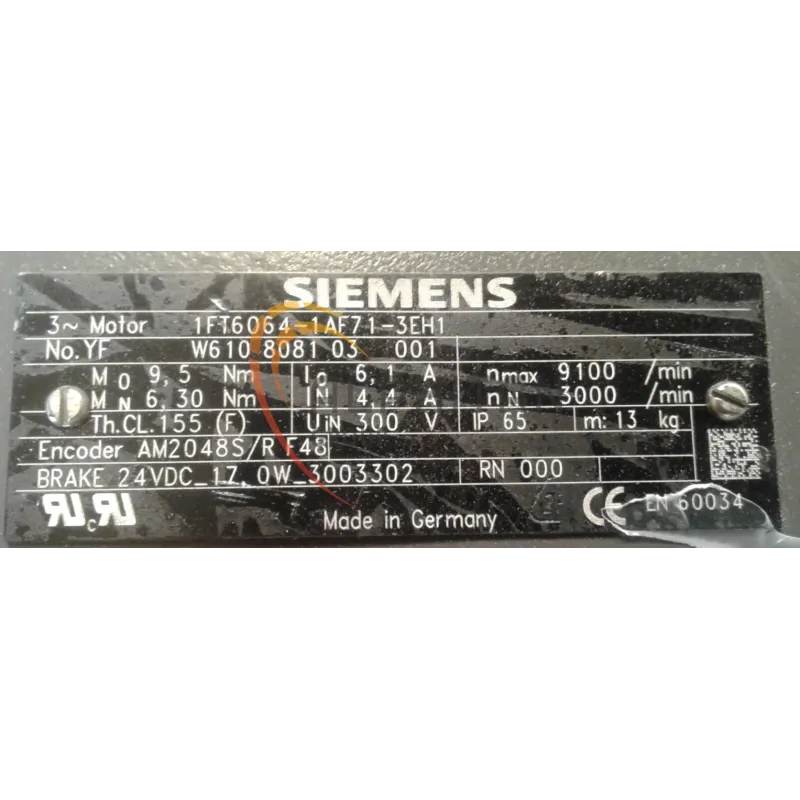 SIEMENS
3~ Motor 1FT6064-1AF71-3EH1
No. YF W610 8081 03 001
M0 9,5 Nm I0 6,1 A nmax 9100 /min
MN 6,30 Nm IN 4,4 A nN 3000 /min
Th.CL.155 (F) UIN 300 V IP 65 m: 13 kg
Encoder AM2048S/R F48
BRAKE 24VDC_17,0W_3003302 RN 000
Made in Germany CE EN 60034